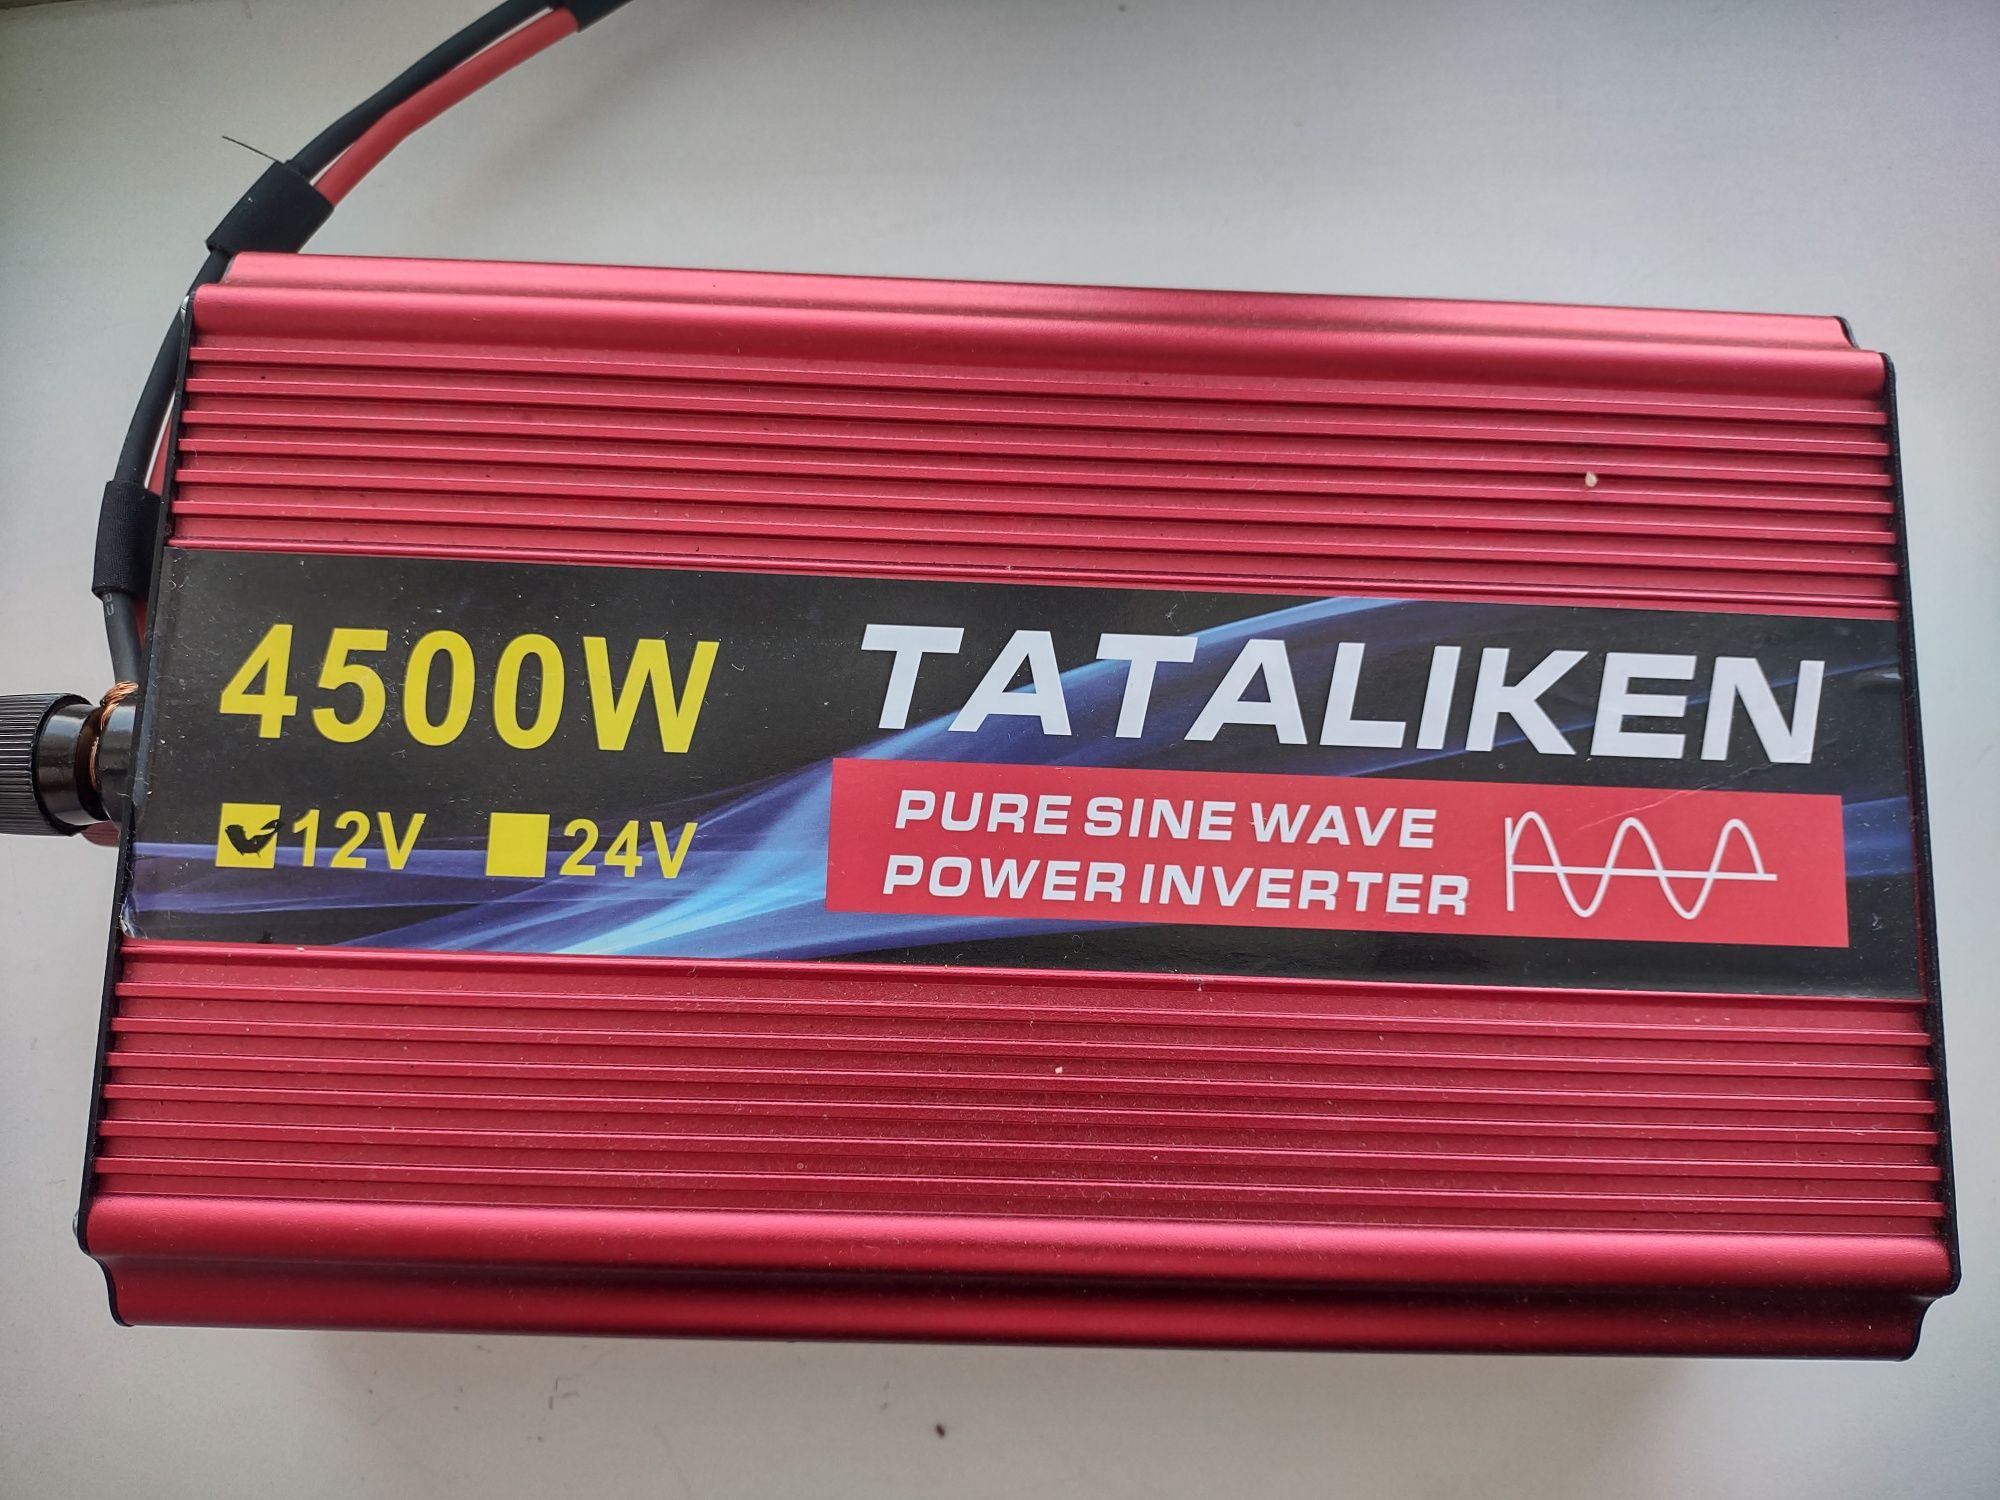 4500W
TATALIKEN
12V 24V
PURE SINE WAVE
POWER INVERTER